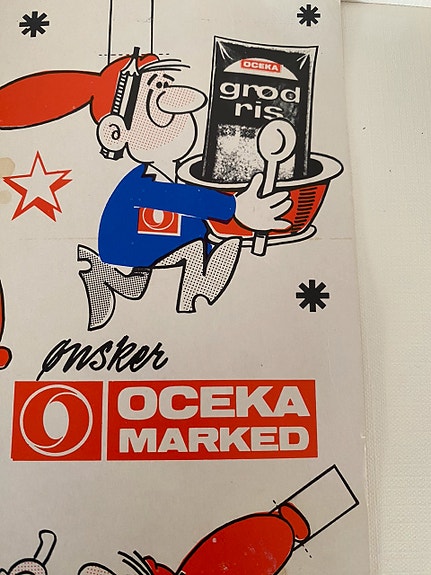 OCEKA
grød
ris
ønsker
OCEKA
MARKED